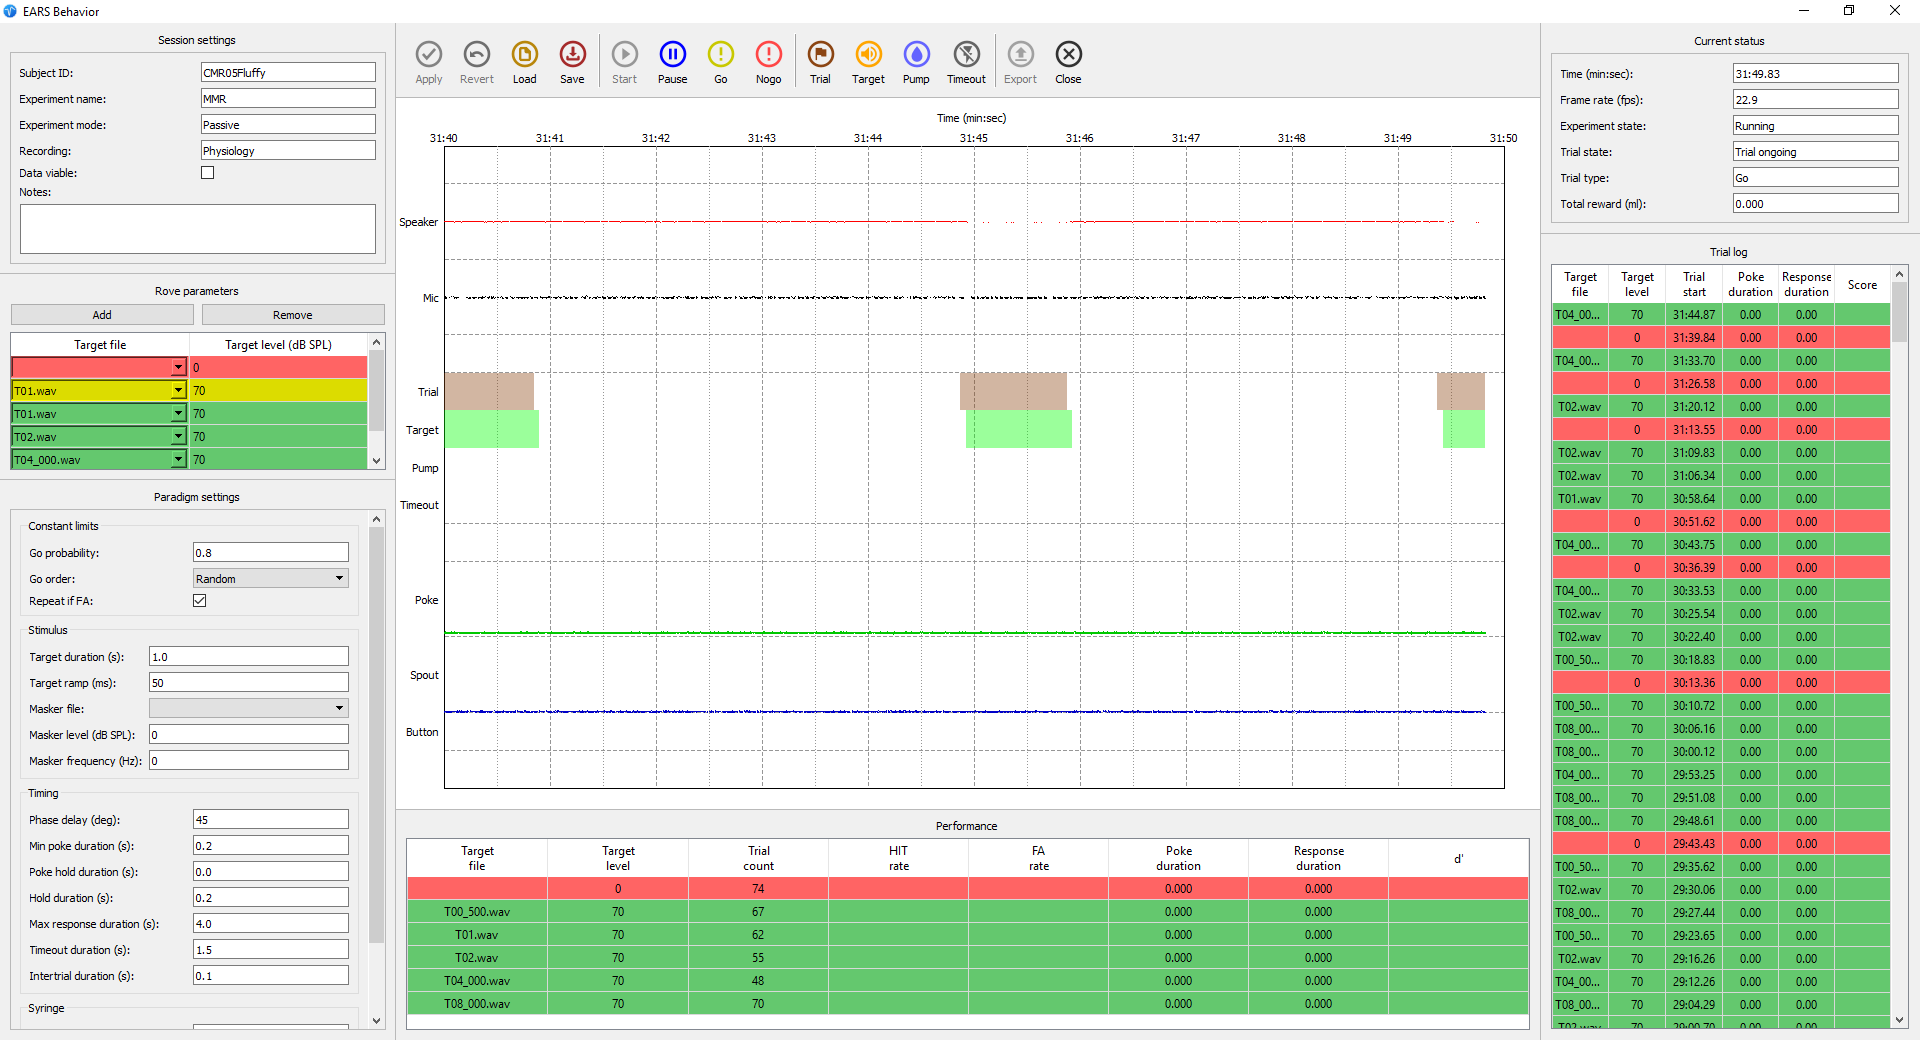 EARS Behavior
Session settings
Subject ID: CMR05Fluffy
Experiment name: MMR
Experiment mode: Passive
Recording: Physiology
Data viable:
Notes:
Rove parameters
Add Remove
Target file Target level (dB SPL)
0
T01.wav 70
T01.wav 70
T02.wav 70
T04_000.wav 70
Paradigm settings
Constant limits
Go probability: 0.8
Go order: Random
Repeat if FA:
Stimulus
Target duration (s): 1.0
Target ramp (ms): 50
Masker file:
Masker level (dB SPL): 0
Masker frequency (Hz): 0
Timing
Phase delay (deg): 45
Min poke duration (s): 0.2
Poke hold duration (s): 0.0
Hold duration (s): 0.2
Max response duration (s): 4.0
Timeout duration (s): 1.5
Intertrial duration (s): 0.1
Syringe
Apply Revert Load Save Start Pause Go Nogo Trial Target Pump Timeout Export Close
Time (min:sec)
31:40 31:41 31:42 31:43 31:44 31:45 31:46 31:47 31:48 31:49 31:50
Speaker
Mic
Trial
Target
Pump
Timeout
Poke
Spout
Button
Performance
Target file Target level Trial count HIT rate FA rate Poke duration Response duration d'
0 74 0.000 0.000
T00_500.wav 70 67 0.000 0.000
T01.wav 70 62 0.000 0.000
T02.wav 70 55 0.000 0.000
T04_000.wav 70 48 0.000 0.000
T08_000.wav 70 70 0.000 0.000
Current status
Time (min:sec): 31:49.83
Frame rate (fps): 22.9
Experiment state: Running
Trial state: Trial ongoing
Trial type: Go
Total reward (ml): 0.000
Trial log
Target file Target level Trial start Poke duration Response duration Score
T04_00... 70 31:44.87 0.00 0.00
0 31:39.84 0.00 0.00
T04_00... 70 31:33.70 0.00 0.00
0 31:26.58 0.00 0.00
T02.wav 70 31:20.12 0.00 0.00
0 31:13.55 0.00 0.00
T02.wav 70 31:09.83 0.00 0.00
T02.wav 70 31:06.34 0.00 0.00
T01.wav 70 30:58.64 0.00 0.00
0 30:51.62 0.00 0.00
T04_00... 70 30:43.75 0.00 0.00
0 30:36.39 0.00 0.00
T04_00... 70 30:33.53 0.00 0.00
T02.wav 70 30:25.54 0.00 0.00
T02.wav 70 30:22.40 0.00 0.00
T00_50... 70 30:18.83 0.00 0.00
0 30:13.36 0.00 0.00
T00_50... 70 30:10.72 0.00 0.00
T08_00... 70 30:06.16 0.00 0.00
T08_00... 70 30:00.12 0.00 0.00
T04_00... 70 29:53.25 0.00 0.00
T08_00... 70 29:51.08 0.00 0.00
T08_00... 70 29:48.61 0.00 0.00
0 29:43.43 0.00 0.00
T00_50... 70 29:35.62 0.00 0.00
T02.wav 70 29:30.06 0.00 0.00
T08_00... 70 29:27.44 0.00 0.00
T00_50... 70 29:23.65 0.00 0.00
T02.wav 70 29:16.26 0.00 0.00
T04_00... 70 29:12.26 0.00 0.00
T08_00... 70 29:04.29 0.00 0.00
T02.wav 70 29:00.70 0.00 0.00